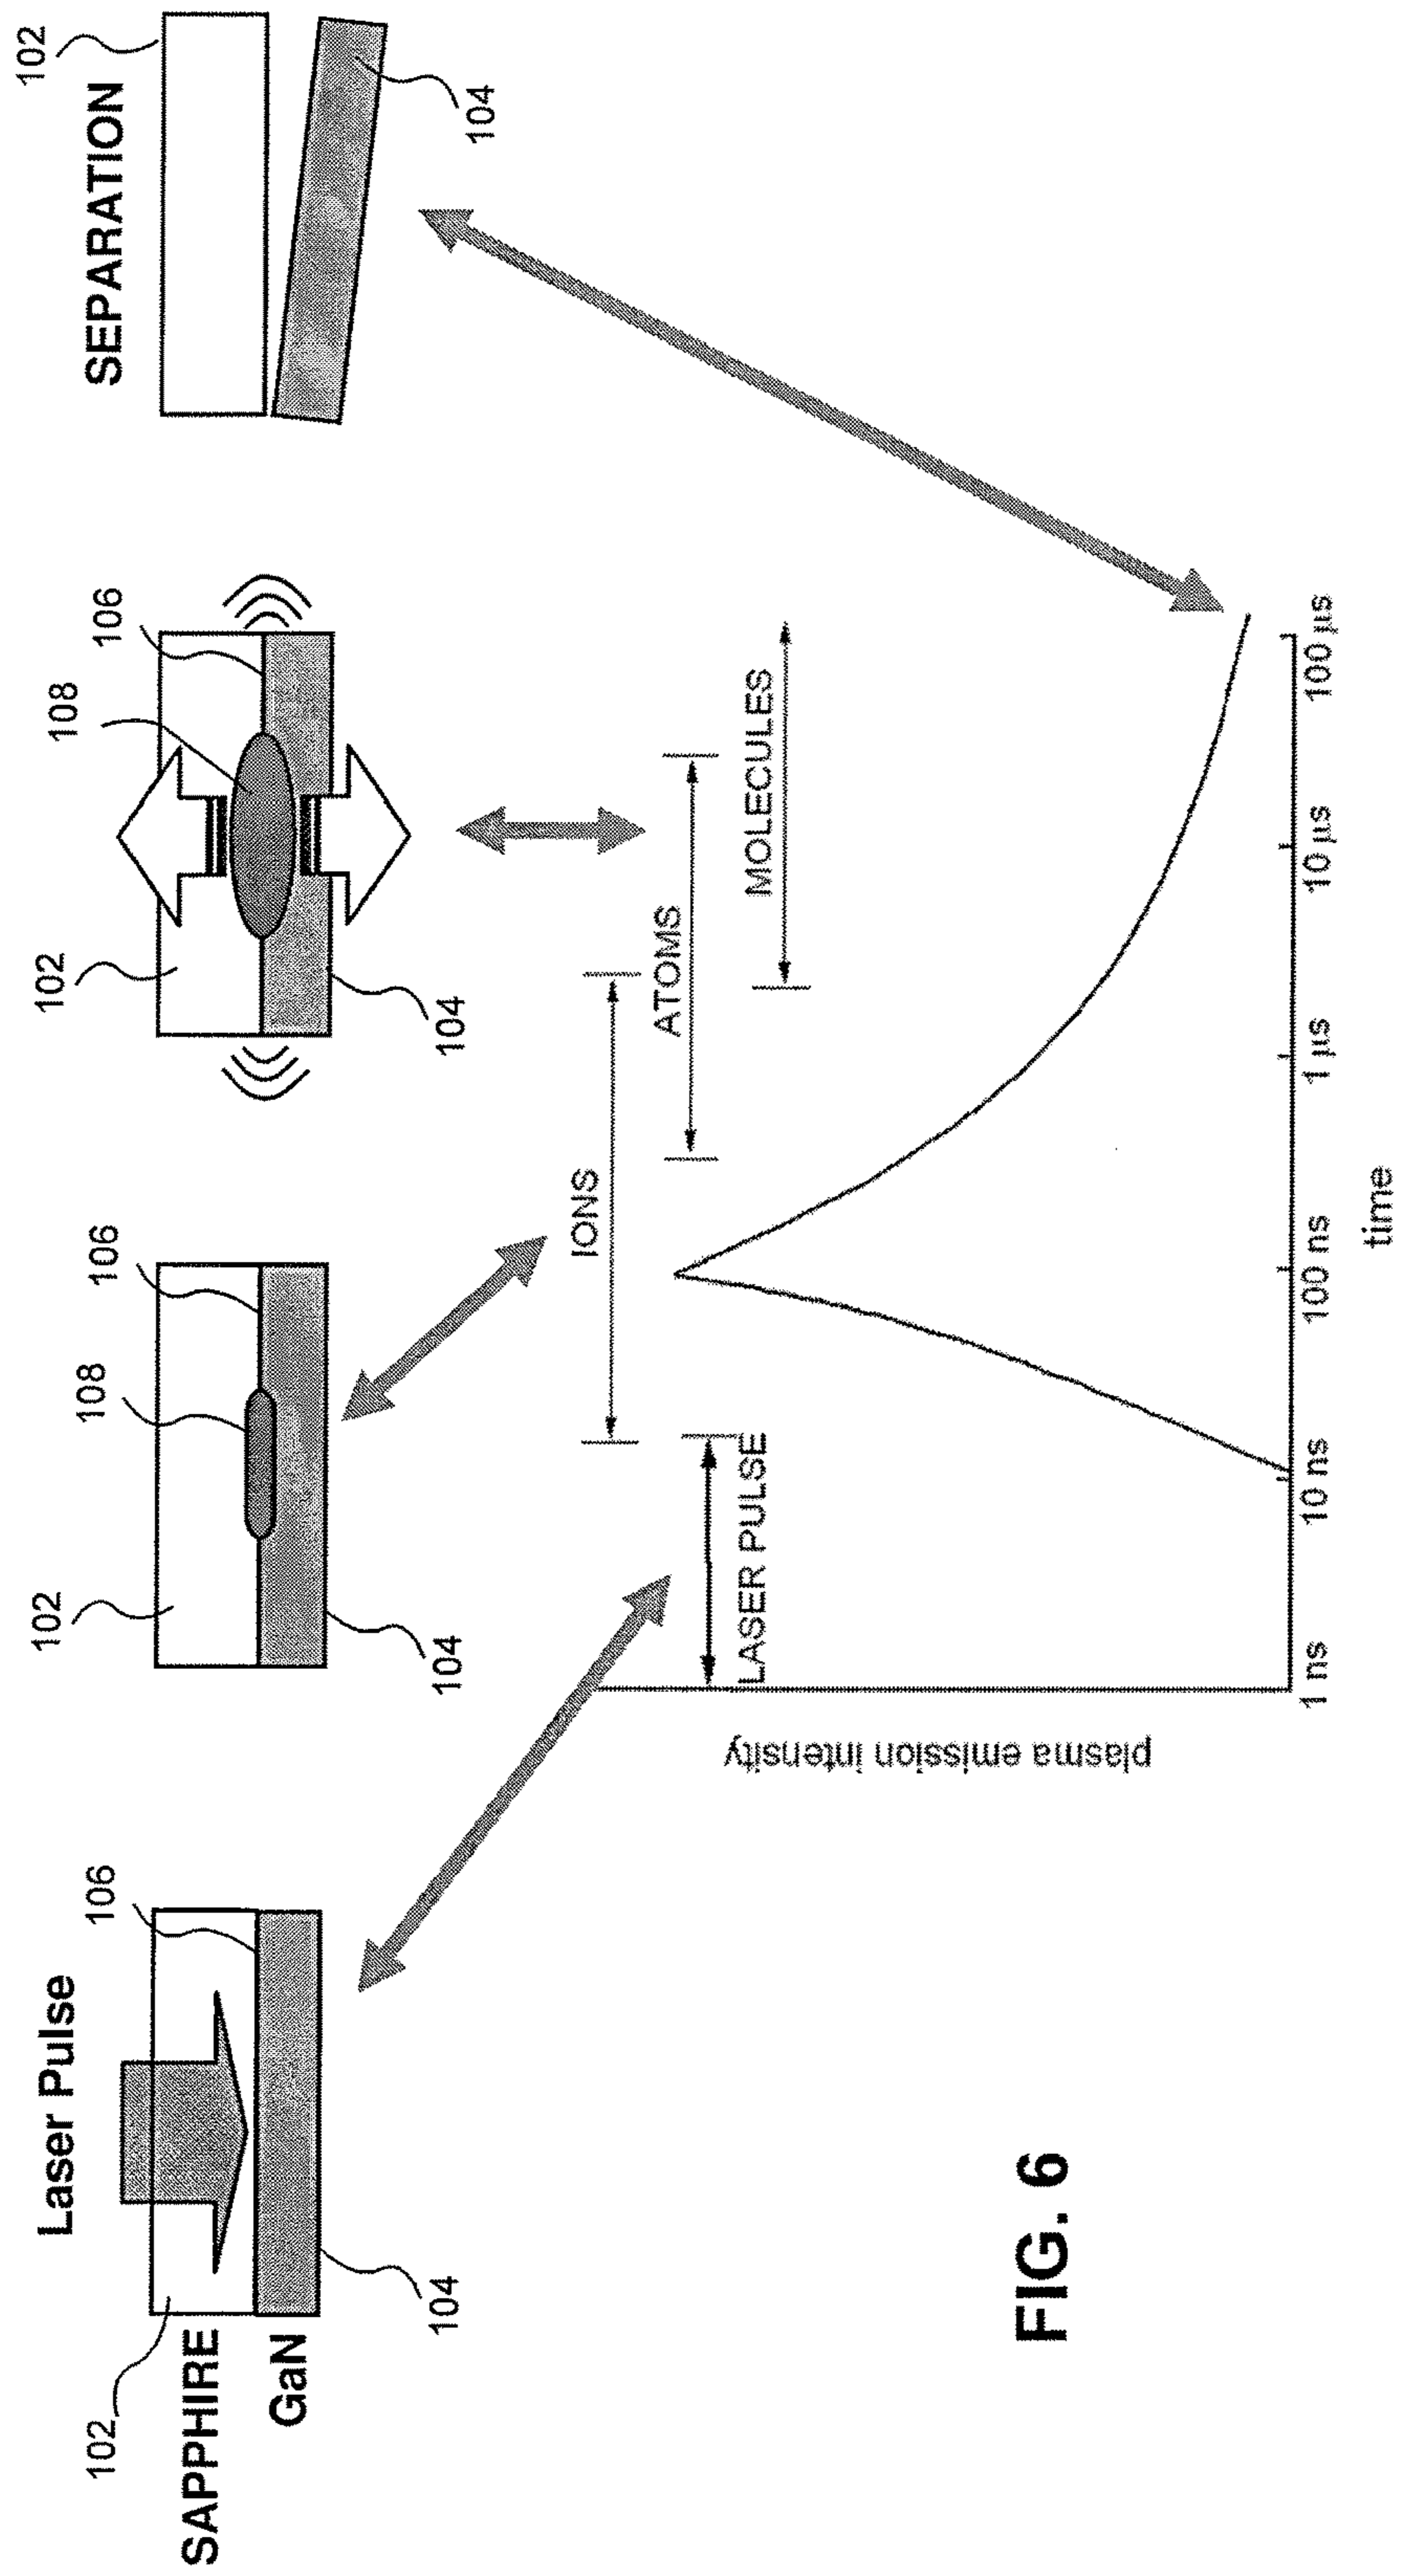 Laser Pulse
SAPPHIRE
GaN
102
104
106
102
104
108
106
102
104
108
106
SEPARATION
102
104
plasma emission intensity
LASER PULSE
IONS
ATOMS
MOLECULES
1 ns
10 ns
100 ns
1 µs
10 µs
100 µs
time
FIG. 6